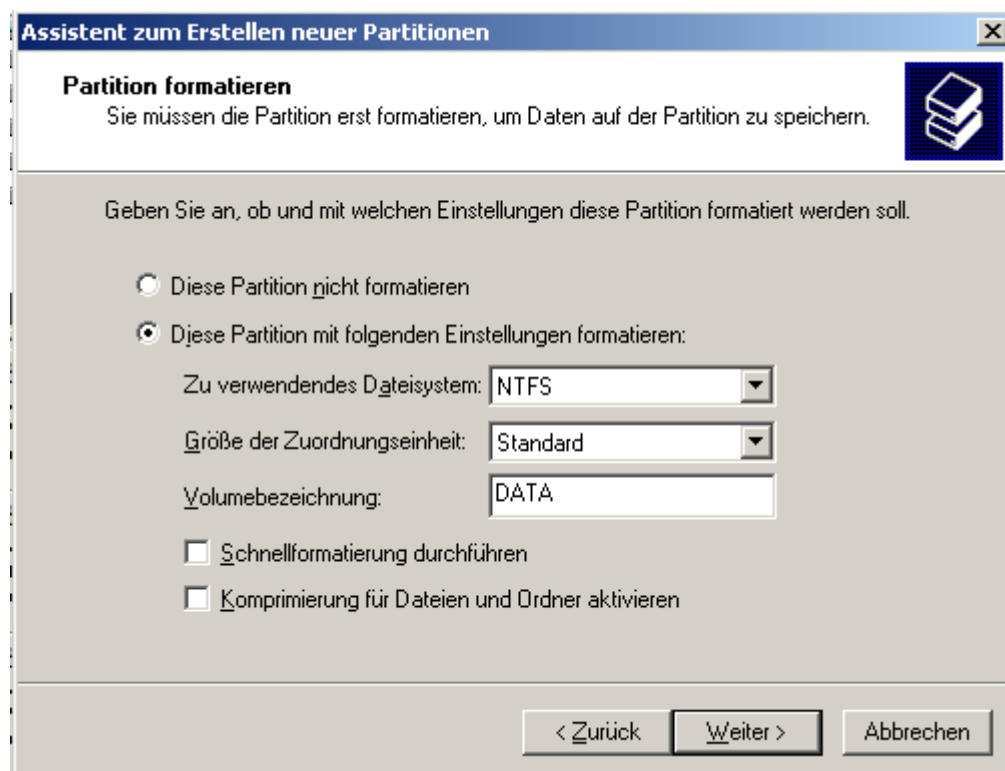 Assistent zum Erstellen neuer Partitionen
Partition formatieren
Sie müssen die Partition erst formatieren, um Daten auf der Partition zu speichern.
Geben Sie an, ob und mit welchen Einstellungen diese Partition formatiert werden soll.
Diese Partition nicht formatieren
Diese Partition mit folgenden Einstellungen formatieren:
Zu verwendendes Dateisystem: NTFS
Größe der Zuordnungseinheit: Standard
Volumebezeichnung: DATA
Schnellformatierung durchführen
Komprimierung für Dateien und Ordner aktivieren
< Zurück Weiter > Abbrechen